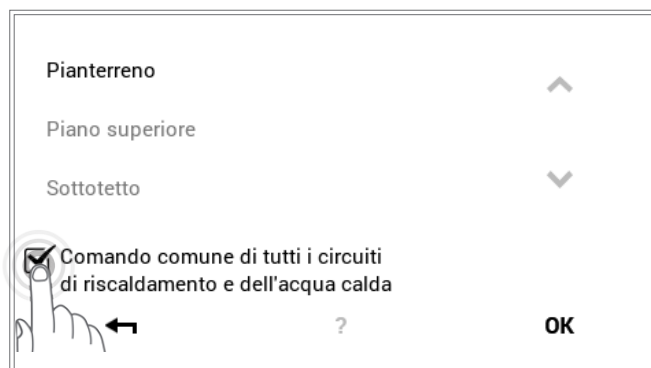 Pianterreno
Piano superiore
Sottotetto
Comando comune di tutti i circuiti
di riscaldamento e dell'acqua calda
?
OK